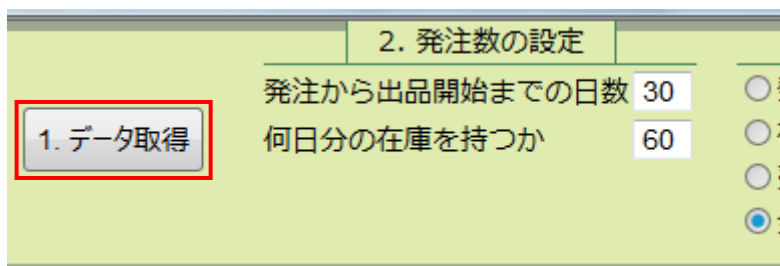 2. 発注数の設定
発注から出品開始までの日数 30
1. データ取得
何日分の在庫を持つか 60